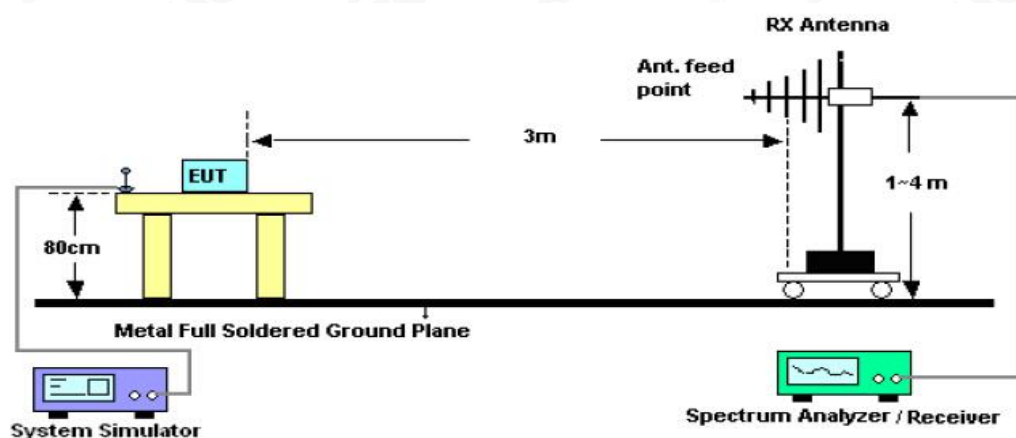 RX Antenna
Ant. feed
point
3m
EUT
1~4 m
80cm
Metal Full Soldered Ground Plane
System Simulator
Spectrum Analyzer / Receiver